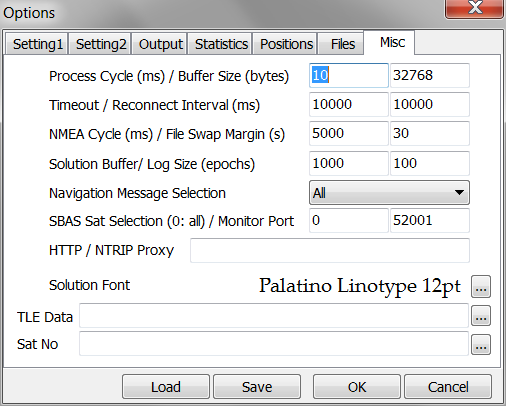 Options
Setting1 Setting2 Output Statistics Positions Files Misc
Process Cycle (ms) / Buffer Size (bytes) 10 32768
Timeout / Reconnect Interval (ms) 10000 10000
NMEA Cycle (ms) / File Swap Margin (s) 5000 30
Solution Buffer/ Log Size (epochs) 1000 100
Navigation Message Selection All
SBAS Sat Selection (0: all) / Monitor Port 0 52001
HTTP / NTRIP Proxy
Solution Font Palatino Linotype 12pt ...
TLE Data ...
Sat No ...
Load Save OK Cancel